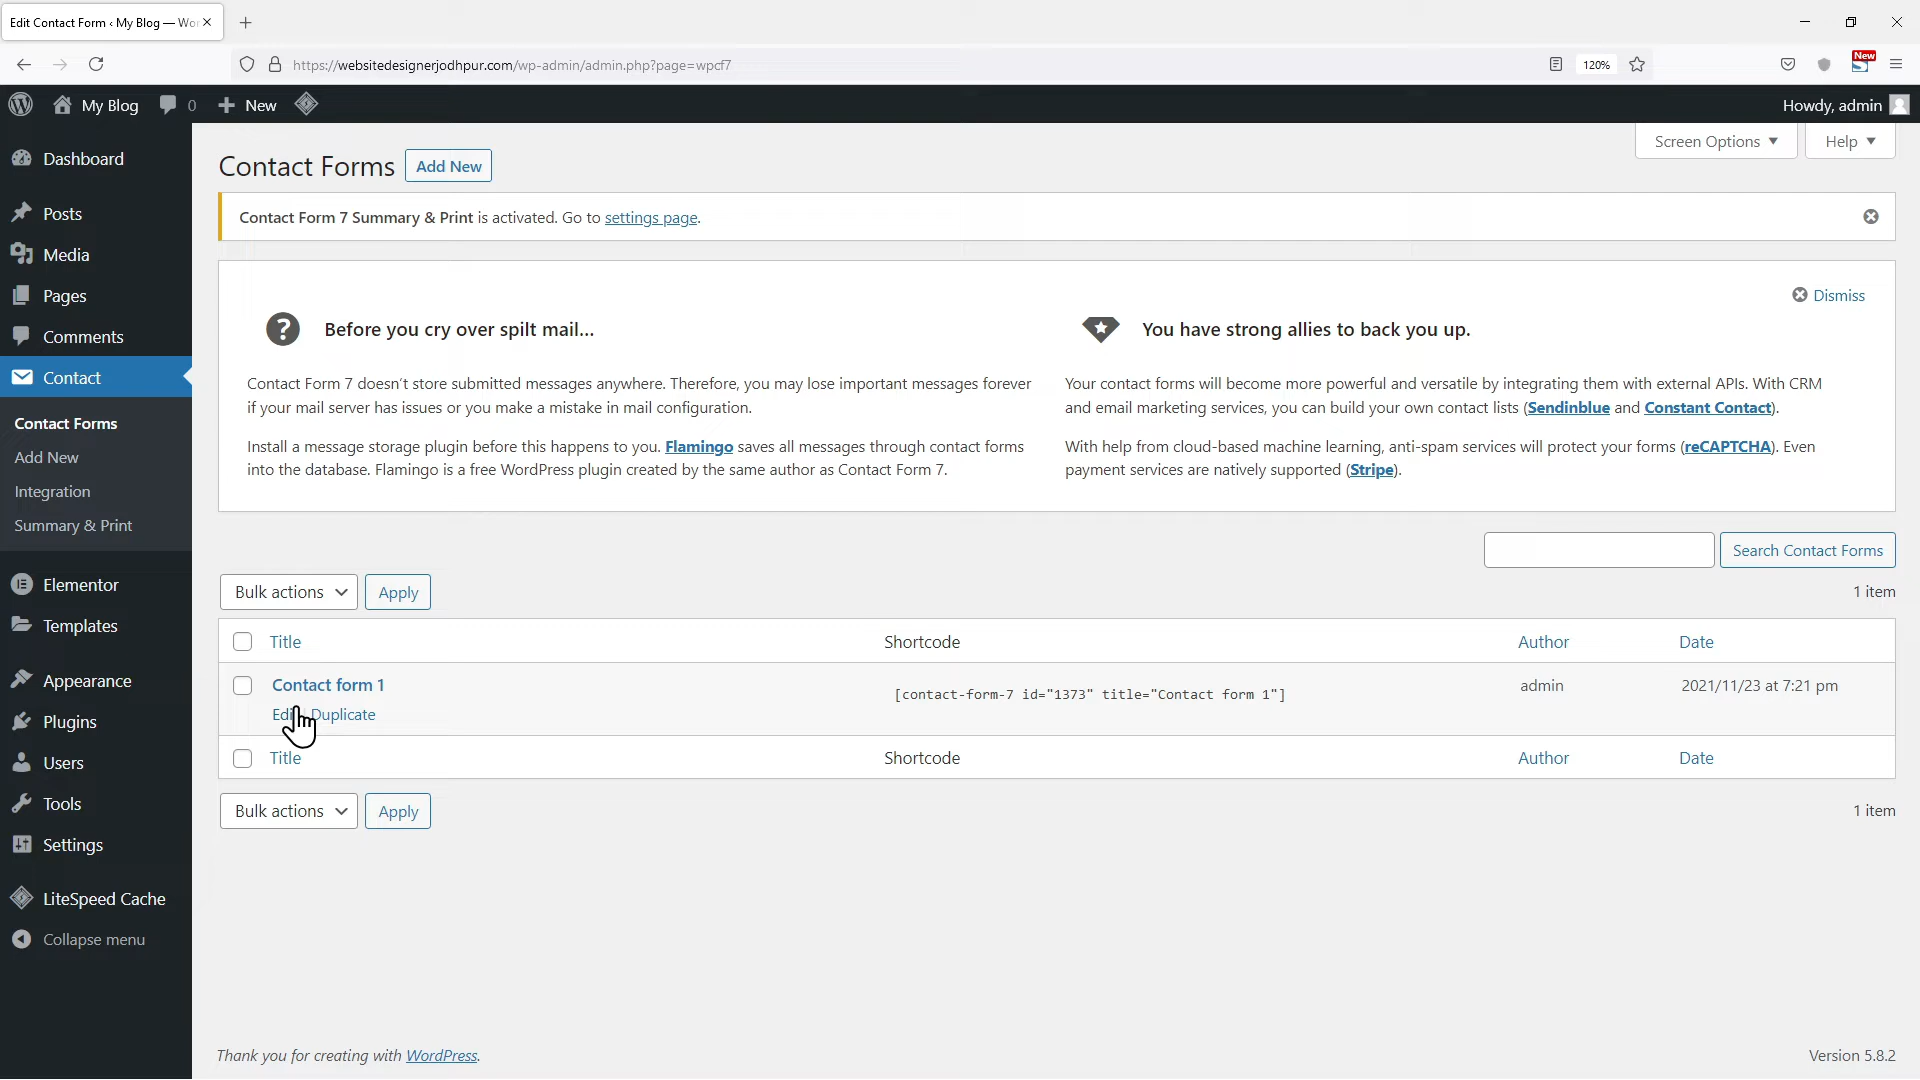 Edit Contact Form ‹ My Blog — Wor
https://websitedesignerjodhpur.com/wp-admin/admin.php?page=wpcf7
120%
New
My Blog
0
New
Howdy, admin
Screen Options
Help
Dashboard
Posts
Media
Pages
Comments
Contact
Contact Forms
Add New
Integration
Summary & Print
Elementor
Templates
Appearance
Plugins
Users
Tools
Settings
LiteSpeed Cache
Collapse menu
Contact Forms
Add New
Contact Form 7 Summary & Print is activated. Go to settings page.
Dismiss
Before you cry over spilt mail...
Contact Form 7 doesn't store submitted messages anywhere. Therefore, you may lose important messages forever
if your mail server has issues or you make a mistake in mail configuration.
Install a message storage plugin before this happens to you. Flamingo saves all messages through contact forms
into the database. Flamingo is a free WordPress plugin created by the same author as Contact Form 7.
You have strong allies to back you up.
Your contact forms will become more powerful and versatile by integrating them with external APIs. With CRM
and email marketing services, you can build your own contact lists (Sendinblue and Constant Contact).
With help from cloud-based machine learning, anti-spam services will protect your forms (reCAPTCHA). Even
payment services are natively supported (Stripe).
Search Contact Forms
Bulk actions
Apply
1 item
Title
Shortcode
Author
Date
Contact form 1
[contact-form-7 id="1373" title="Contact form 1"]
admin
2021/11/23 at 7:21 pm
Duplicate
Title
Shortcode
Author
Date
Bulk actions
Apply
1 item
Thank you for creating with WordPress.
Version 5.8.2